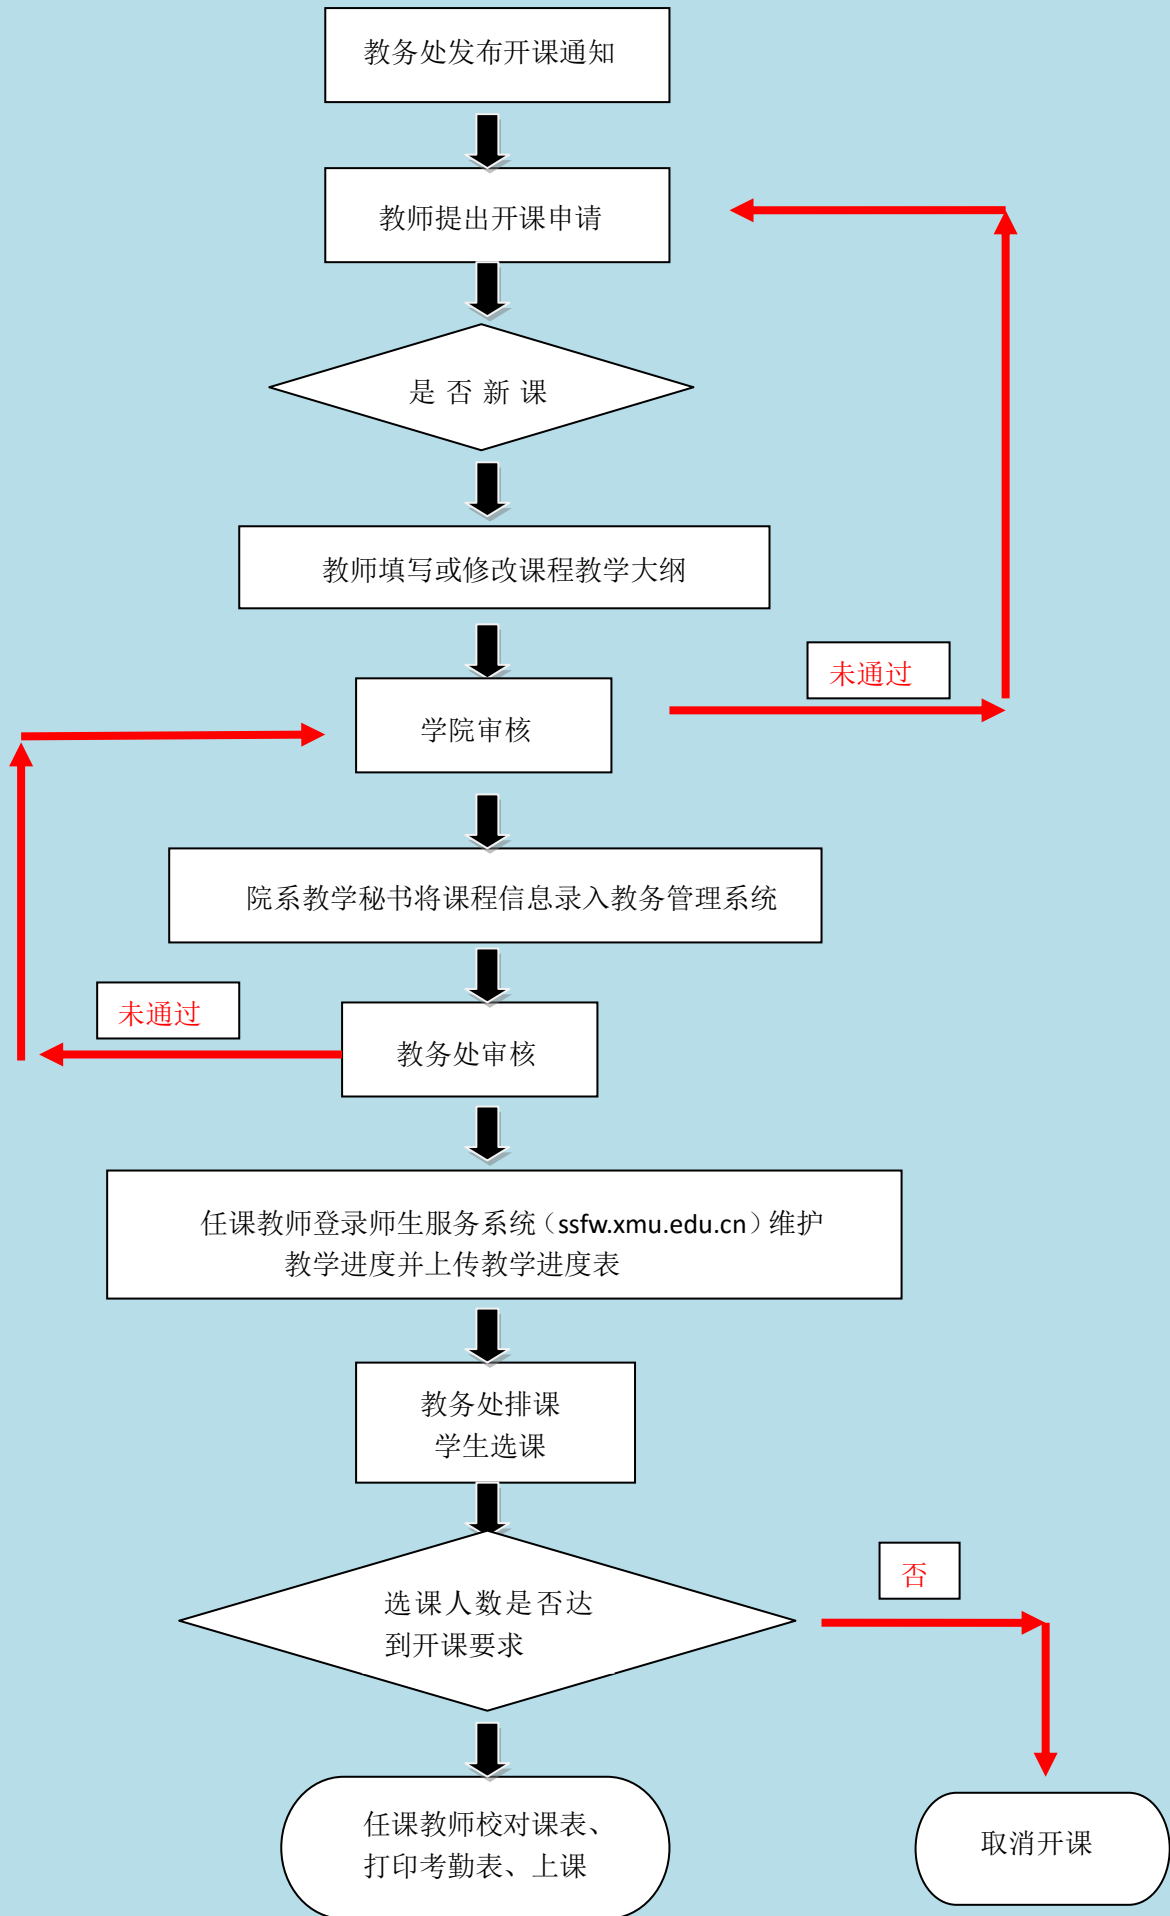 教务处发布开课通知
教师提出开课申请
是否新课
教师填写或修改课程教学大纲
未通过
学院审核
院系教学秘书将课程信息录入教务管理系统
未通过
教务处审核
任课教师登录师生服务系统（ssfw.xmu.edu.cn）维护
教学进度并上传教学进度表
教务处排课
学生选课
否
选课人数是否达
到开课要求
任课教师校对课表、
打印考勤表、上课
取消开课